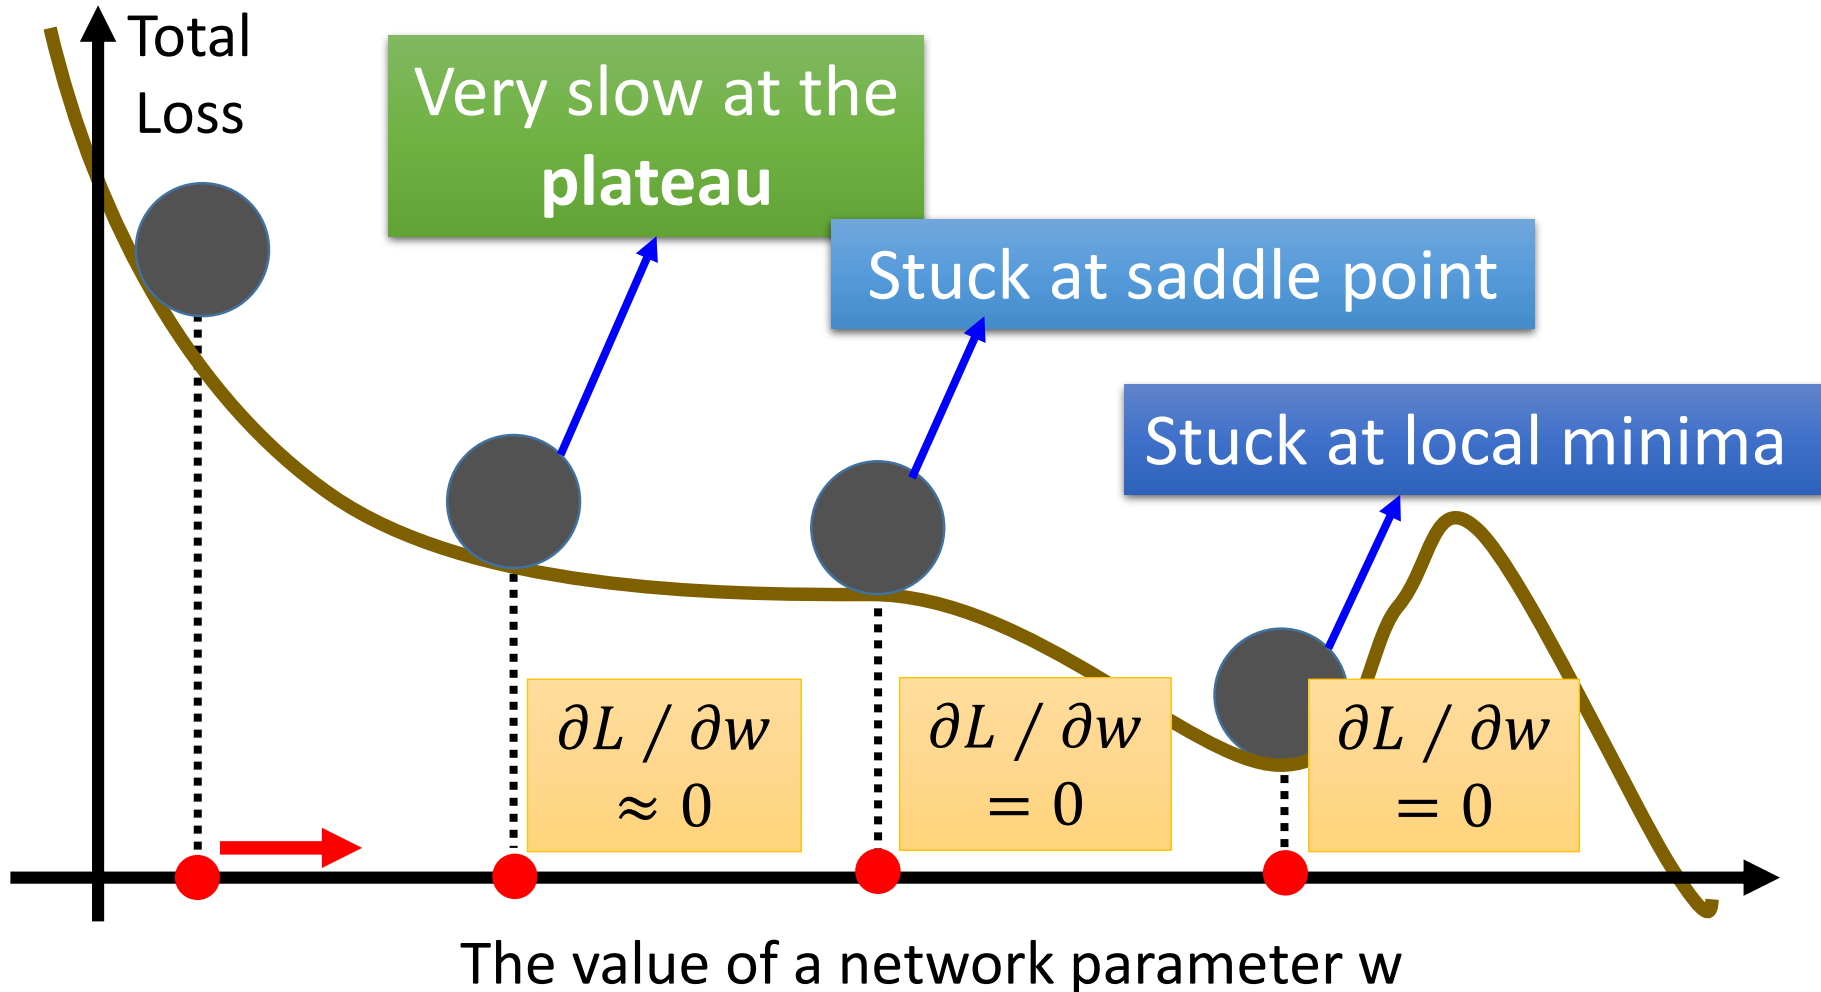 Total
Loss
Very slow at the
plateau
Stuck at saddle point
Stuck at local minima
∂L / ∂w
≈ 0
∂L / ∂w
= 0
∂L / ∂w
= 0
The value of a network parameter w